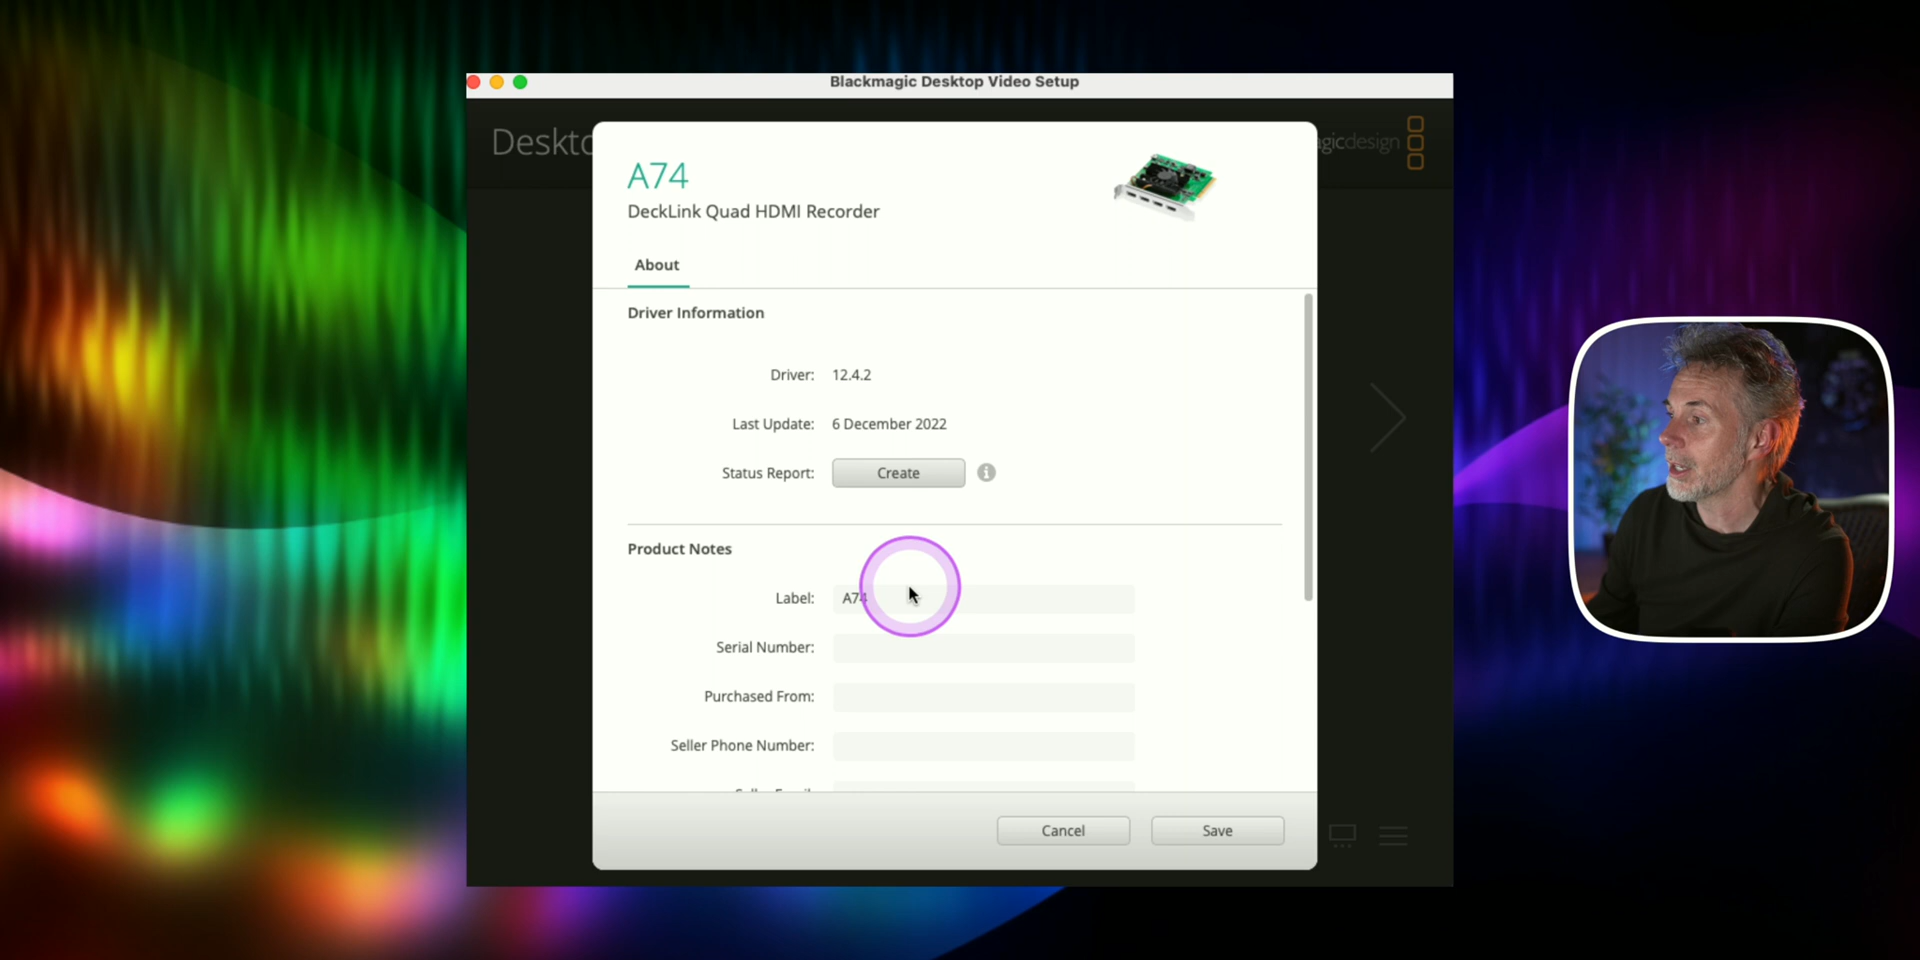 Blackmagic Desktop Video Setup
Deskto
agicdesign
A74
DeckLink Quad HDMI Recorder
About
Driver Information
Driver: 12.4.2
Last Update: 6 December 2022
Status Report: Create
Product Notes
Label: A74
Serial Number:
Purchased From:
Seller Phone Number:
Cancel
Save